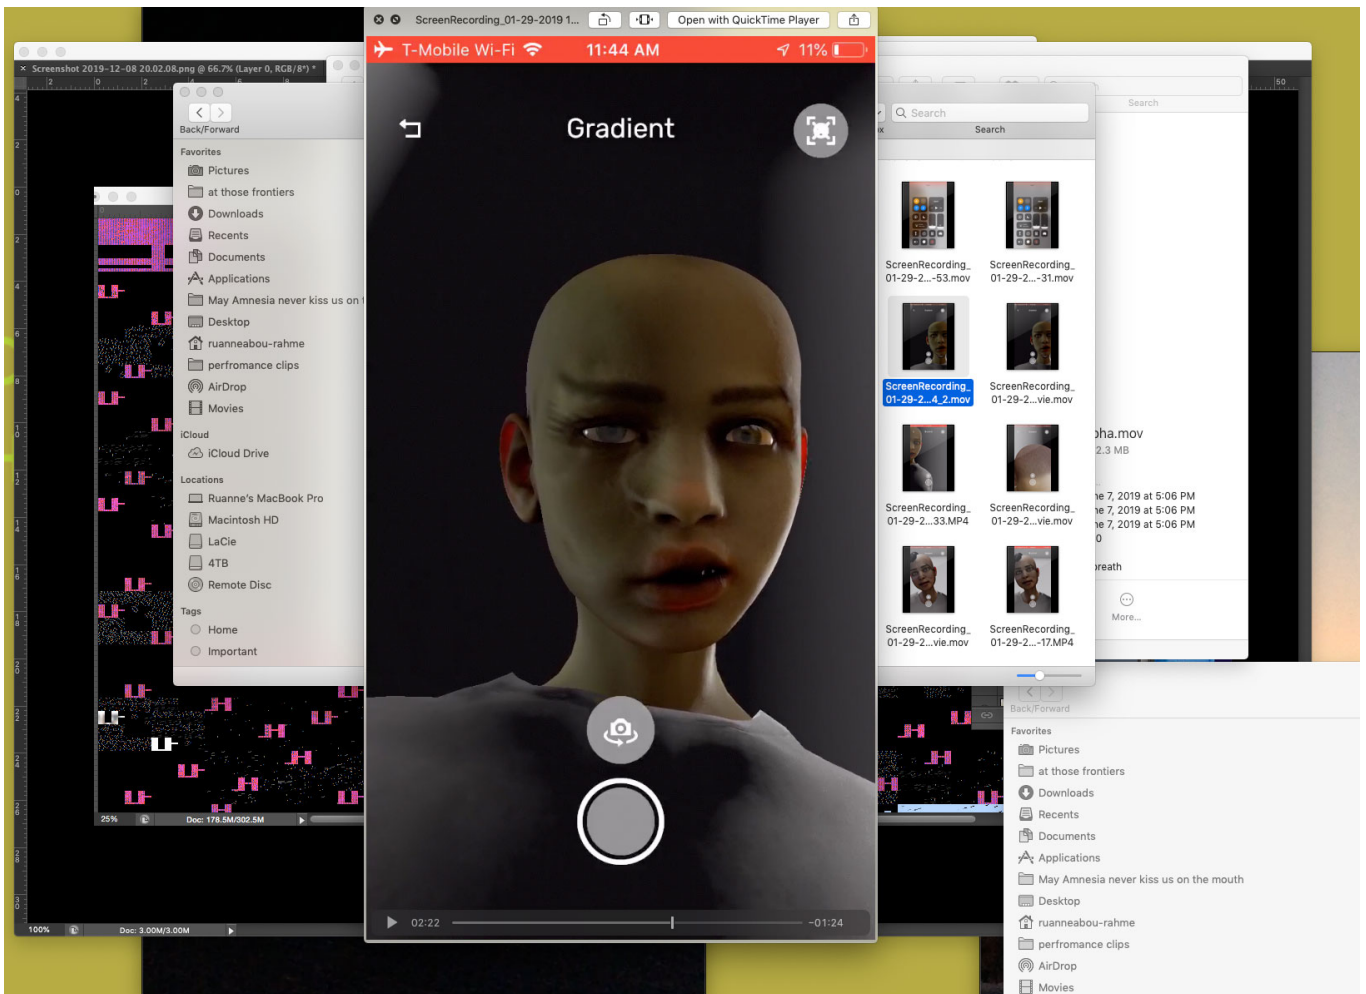 ScreenRecording_01-29-2019 1...
Open with QuickTime Player
T-Mobile Wi-Fi
11:44 AM
11%
Gradient
02:22
-01:24
× Screenshot 2019-12-08 20.02.08.png @ 66.7% (Layer 0, RGB/8*) *
Back/Forward
Favorites
Pictures
at those frontiers
Downloads
Recents
Documents
Applications
May Amnesia never kiss us on t
Desktop
ruanneabou-rahme
perfromance clips
AirDrop
Movies
iCloud
iCloud Drive
Locations
Ruanne's MacBook Pro
Macintosh HD
LaCie
4TB
Remote Disc
Tags
Home
Important
25%
Doc: 178.5M/302.5M
100%
Doc: 3.00M/3.00M
Search
Search
Search
50
ScreenRecording_
01-29-2...-53.mov
ScreenRecording_
01-29-2...-31.mov
ScreenRecording_
01-29-2...4_2.mov
ScreenRecording_
01-29-2...vie.mov
ScreenRecording_
01-29-2...33.MP4
ScreenRecording_
01-29-2...vie.mov
ScreenRecording_
01-29-2...vie.mov
ScreenRecording_
01-29-2...-17.MP4
pha.mov
2.3 MB
ne 7, 2019 at 5:06 PM
ne 7, 2019 at 5:06 PM
ne 7, 2019 at 5:06 PM
0
breath
More...
Back/Forward
Favorites
Pictures
at those frontiers
Downloads
Recents
Documents
Applications
May Amnesia never kiss us on the mouth
Desktop
ruanneabou-rahme
perfromance clips
AirDrop
Movies